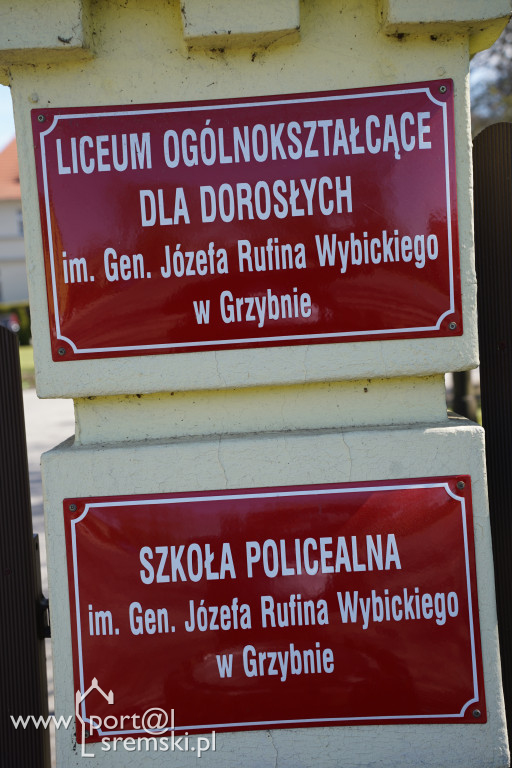 LICEUM OGÓLNOKSZTAŁCĄCE
DLA DOROSŁYCH
im. Gen. Józefa Rufina Wybickiego
w Grzybnie
SZKOŁA POLICEALNA
im. Gen. Józefa Rufina Wybickiego
w Grzybnie
www.port@l
sremski.pl